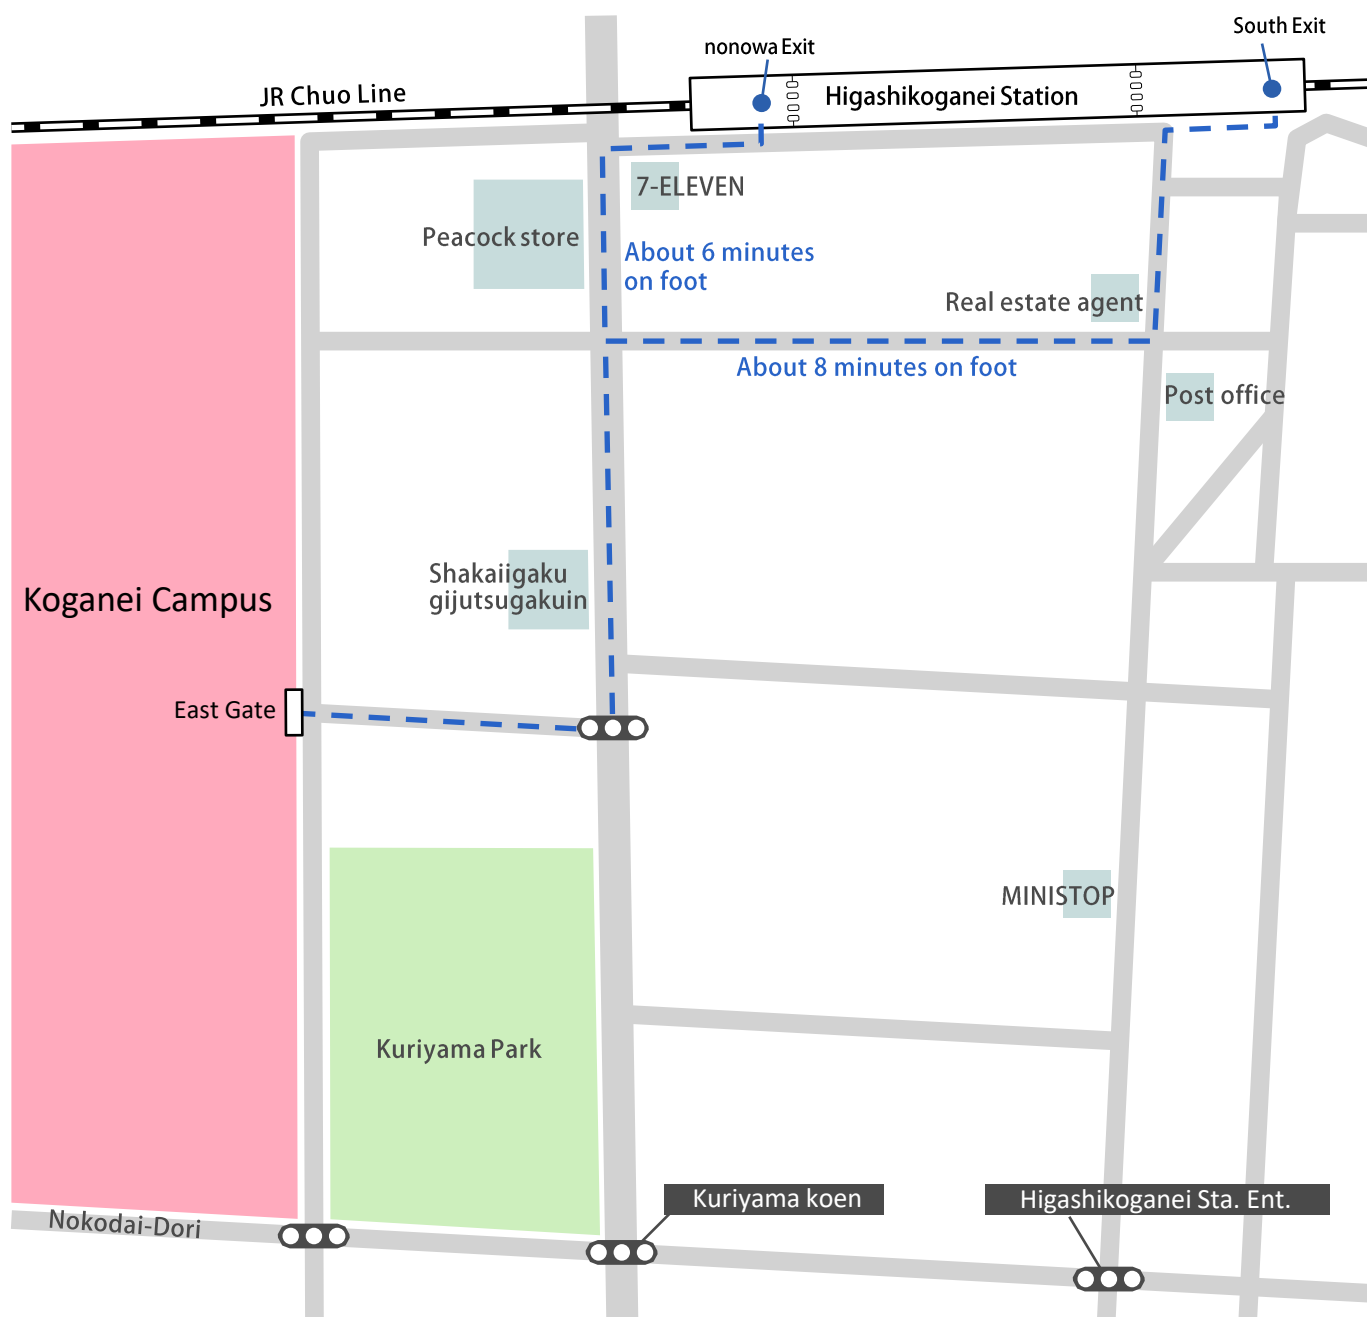 South Exit
nonowa Exit
JR Chuo Line
Higashikoganei Station
7-ELEVEN
Peacock store
About 6 minutes
on foot
Real estate agent
About 8 minutes on foot
Post office
Shakaiigaku
gijutsugakuin
Koganei Campus
East Gate
MINISTOP
Kuriyama Park
Kuriyama koen
Higashikoganei Sta. Ent.
Nokodai-Dori